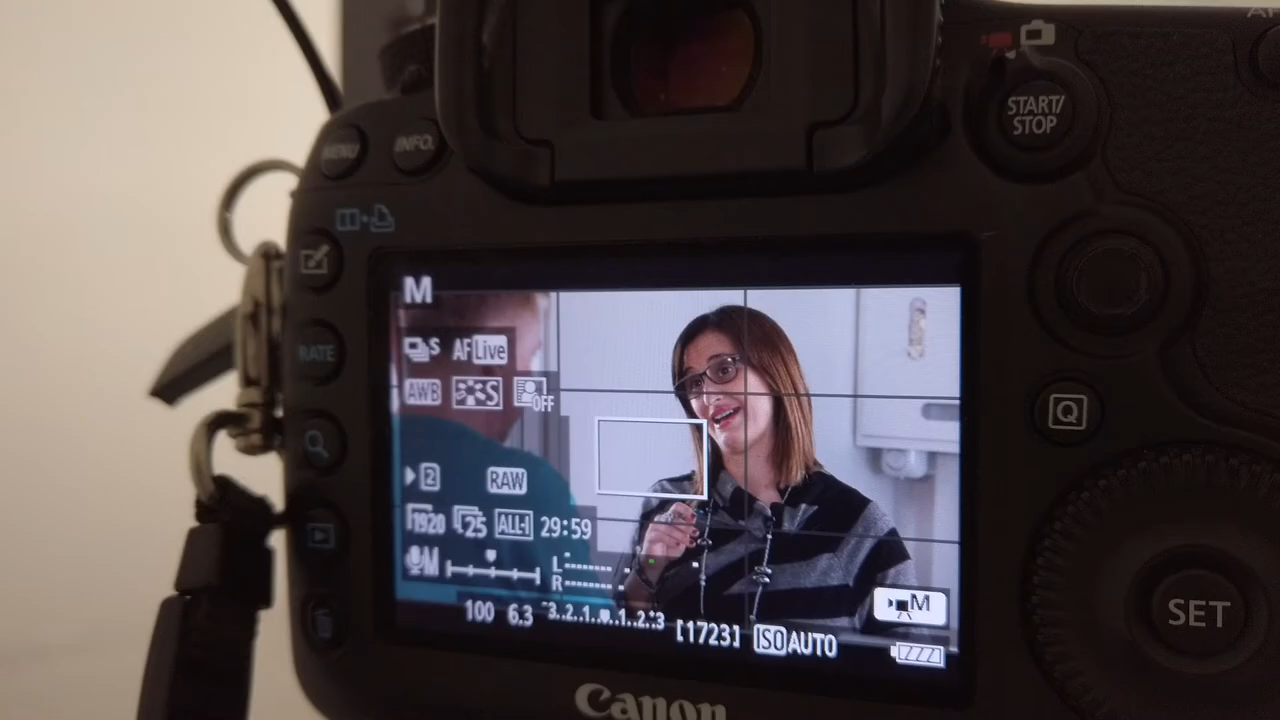 AF
MENU
INFO.
START/
STOP
RATE
M
S AF Live
AWB S OFF
2 RAW
1920 25 ALL-I 29:59
M
L
R
100 6.3 -3..2..1..▼..1..2..+3 [1723] ISO AUTO
M
Q
SET
Canon